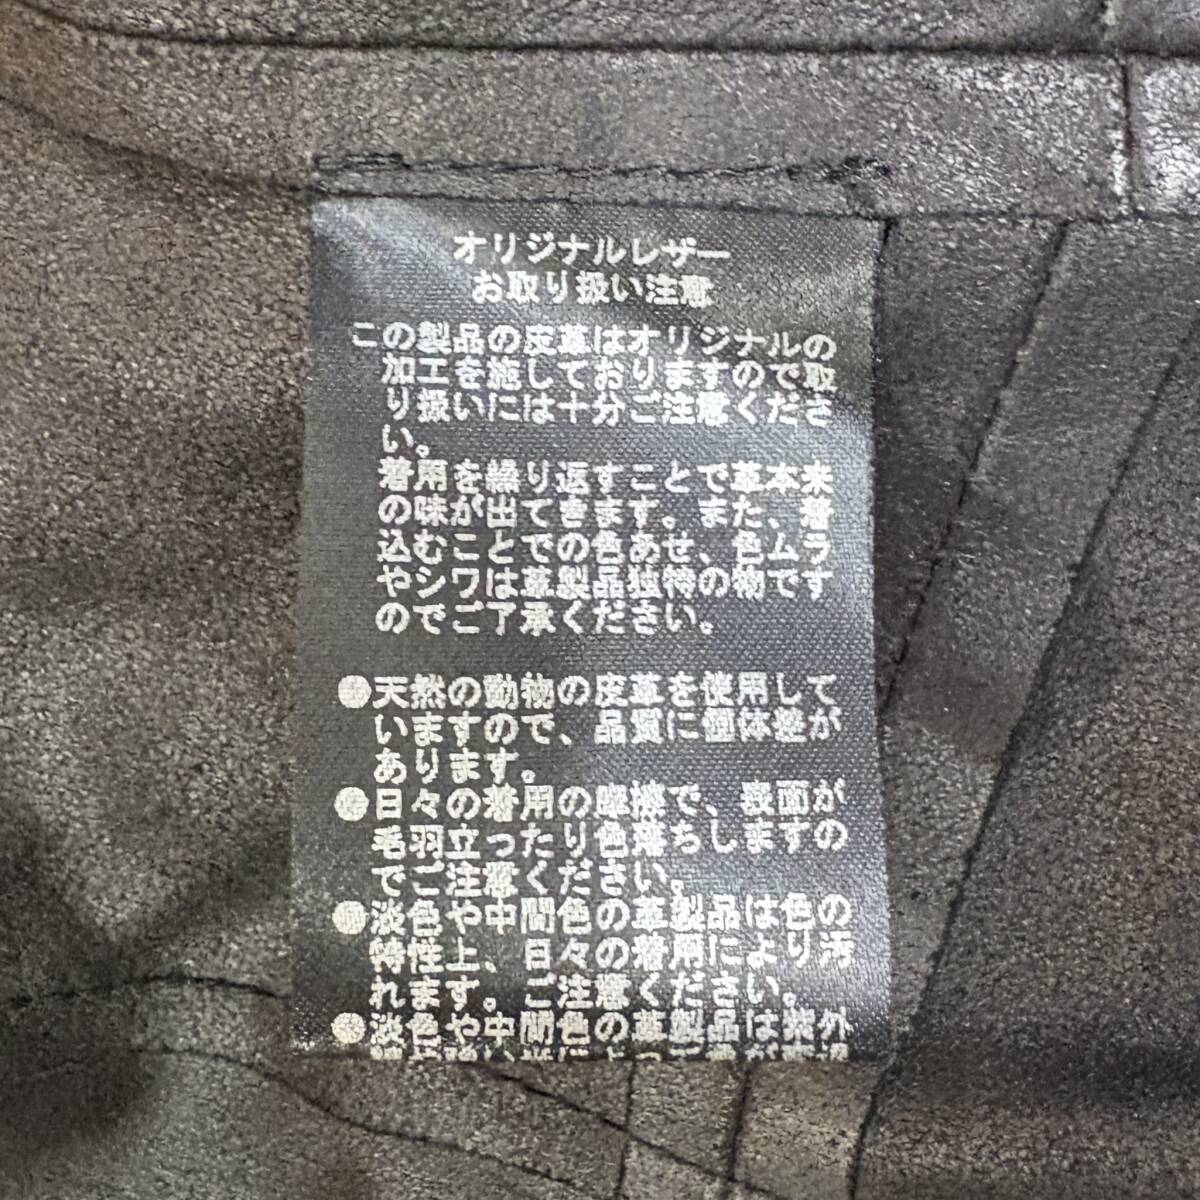 オリジナルレザー
お取り扱い注意
この製品の皮革はオリジナルの
加工を施しておりますので取
り扱いには十分ご注意くださ
い。
着用を繰り返すことで革本来
の味が出てきます。また、着
込むことでの色あせ、色ムラ
やシワは革製品独特の物です
のでご了承ください。
●天然の動物の皮革を使用して
いますので、品質に個体差が
あります。
●日々の着用の摩擦で、表面が
毛羽立ったり色落ちしますの
でご注意ください。
●淡色や中間色の革製品は色の
特性上、日々の着用により汚
れます。ご注意ください。
●淡色や中間色の革製品は紫外